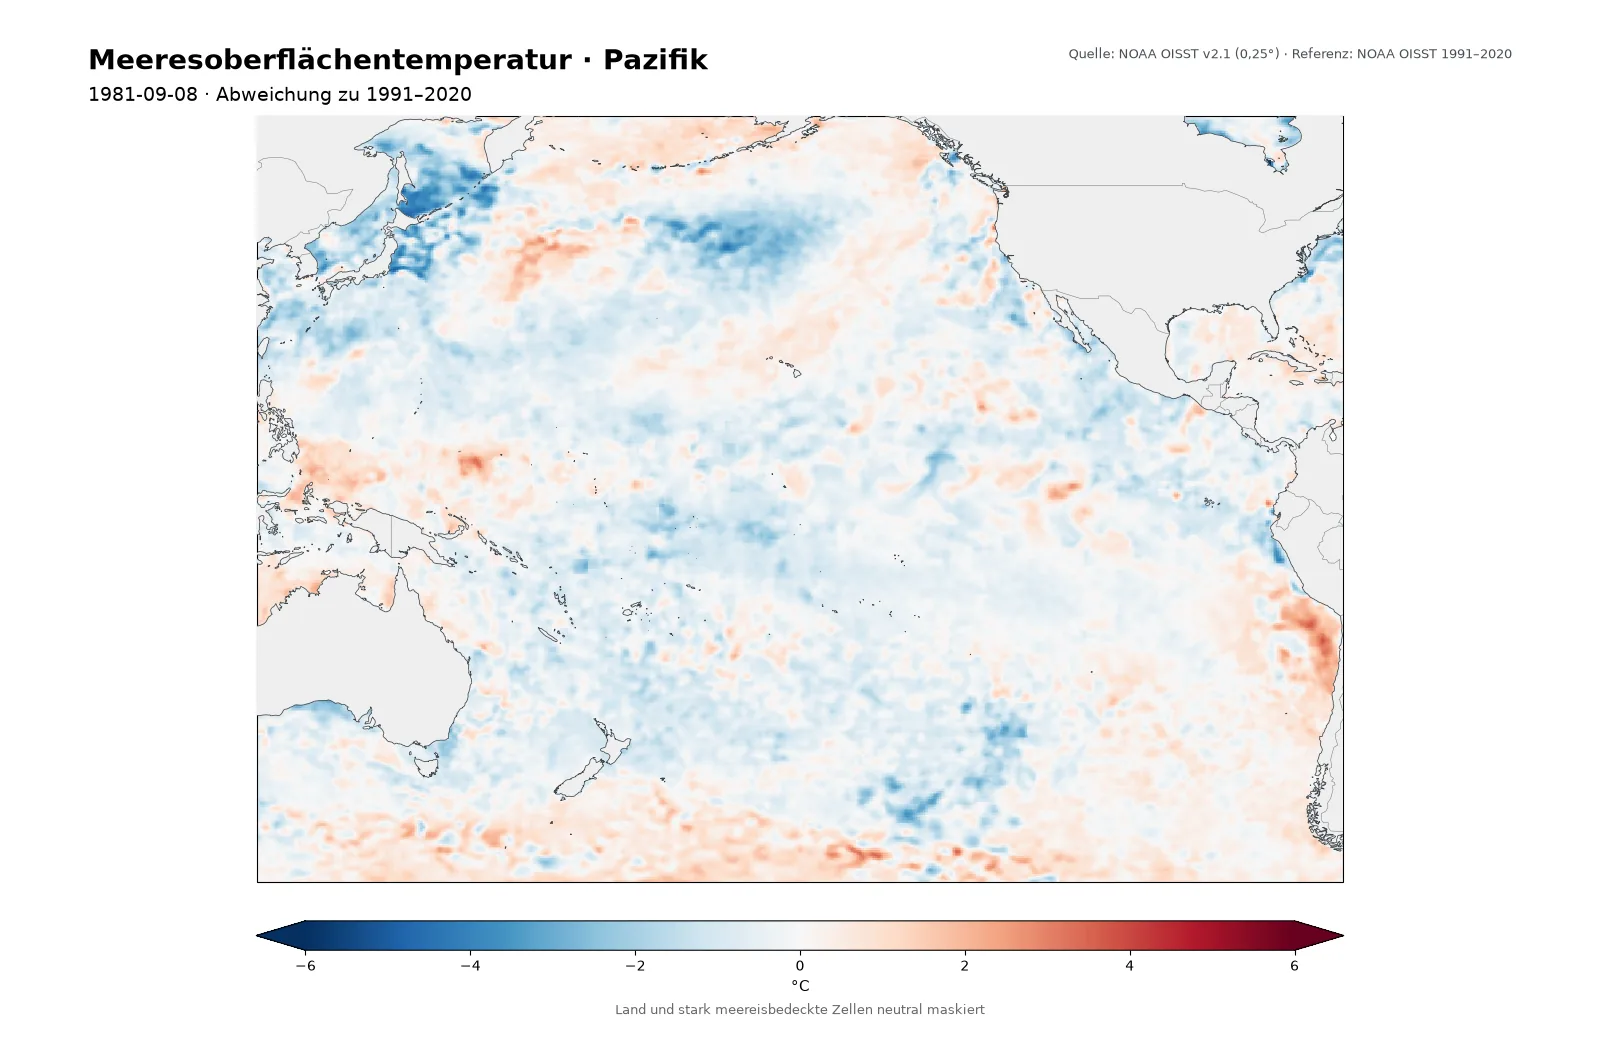 Meeresoberflächentemperatur · Pazifik
Quelle: NOAA OISST v2.1 (0,25°) · Referenz: NOAA OISST 1991–2020
1981-09-08 · Abweichung zu 1991–2020
−6 −4 −2 0 2 4 6
°C
Land und stark meereisbedeckte Zellen neutral maskiert